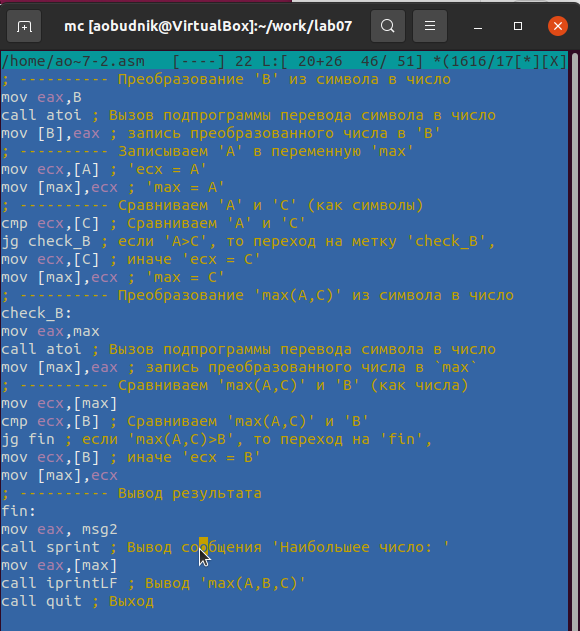 mc [aobudnik@VirtualBox]:~/work/lab07
/home/ao~7-2.asm   [----] 22 L:[ 20+26  46/ 51] *(1616/17[*][X]
; ---------- Преобразование 'B' из символа в число
mov eax,B
call atoi ; Вызов подпрограммы перевода символа в число
mov [B],eax ; запись преобразованного числа в 'B'
; ---------- Записываем 'A' в переменную 'max'
mov ecx,[A] ; 'ecx = A'
mov [max],ecx ; 'max = A'
; ---------- Сравниваем 'A' и 'С' (как символы)
cmp ecx,[C] ; Сравниваем 'A' и 'С'
jg check_B ; если 'A>C', то переход на метку 'check_B',
mov ecx,[C] ; иначе 'ecx = C'
mov [max],ecx ; 'max = C'
; ---------- Преобразование 'max(A,C)' из символа в число
check_B:
mov eax,max
call atoi ; Вызов подпрограммы перевода символа в число
mov [max],eax ; запись преобразованного числа в `max`
; ---------- Сравниваем 'max(A,C)' и 'B' (как числа)
mov ecx,[max]
cmp ecx,[B] ; Сравниваем 'max(A,C)' и 'B'
jg fin ; если 'max(A,C)>B', то переход на 'fin',
mov ecx,[B] ; иначе 'ecx = B'
mov [max],ecx
; ---------- Вывод результата
fin:
mov eax, msg2
call sprint ; Вывод сообщения 'Наибольшее число: '
mov eax,[max]
call iprintLF ; Вывод 'max(A,B,C)'
call quit ; Выход